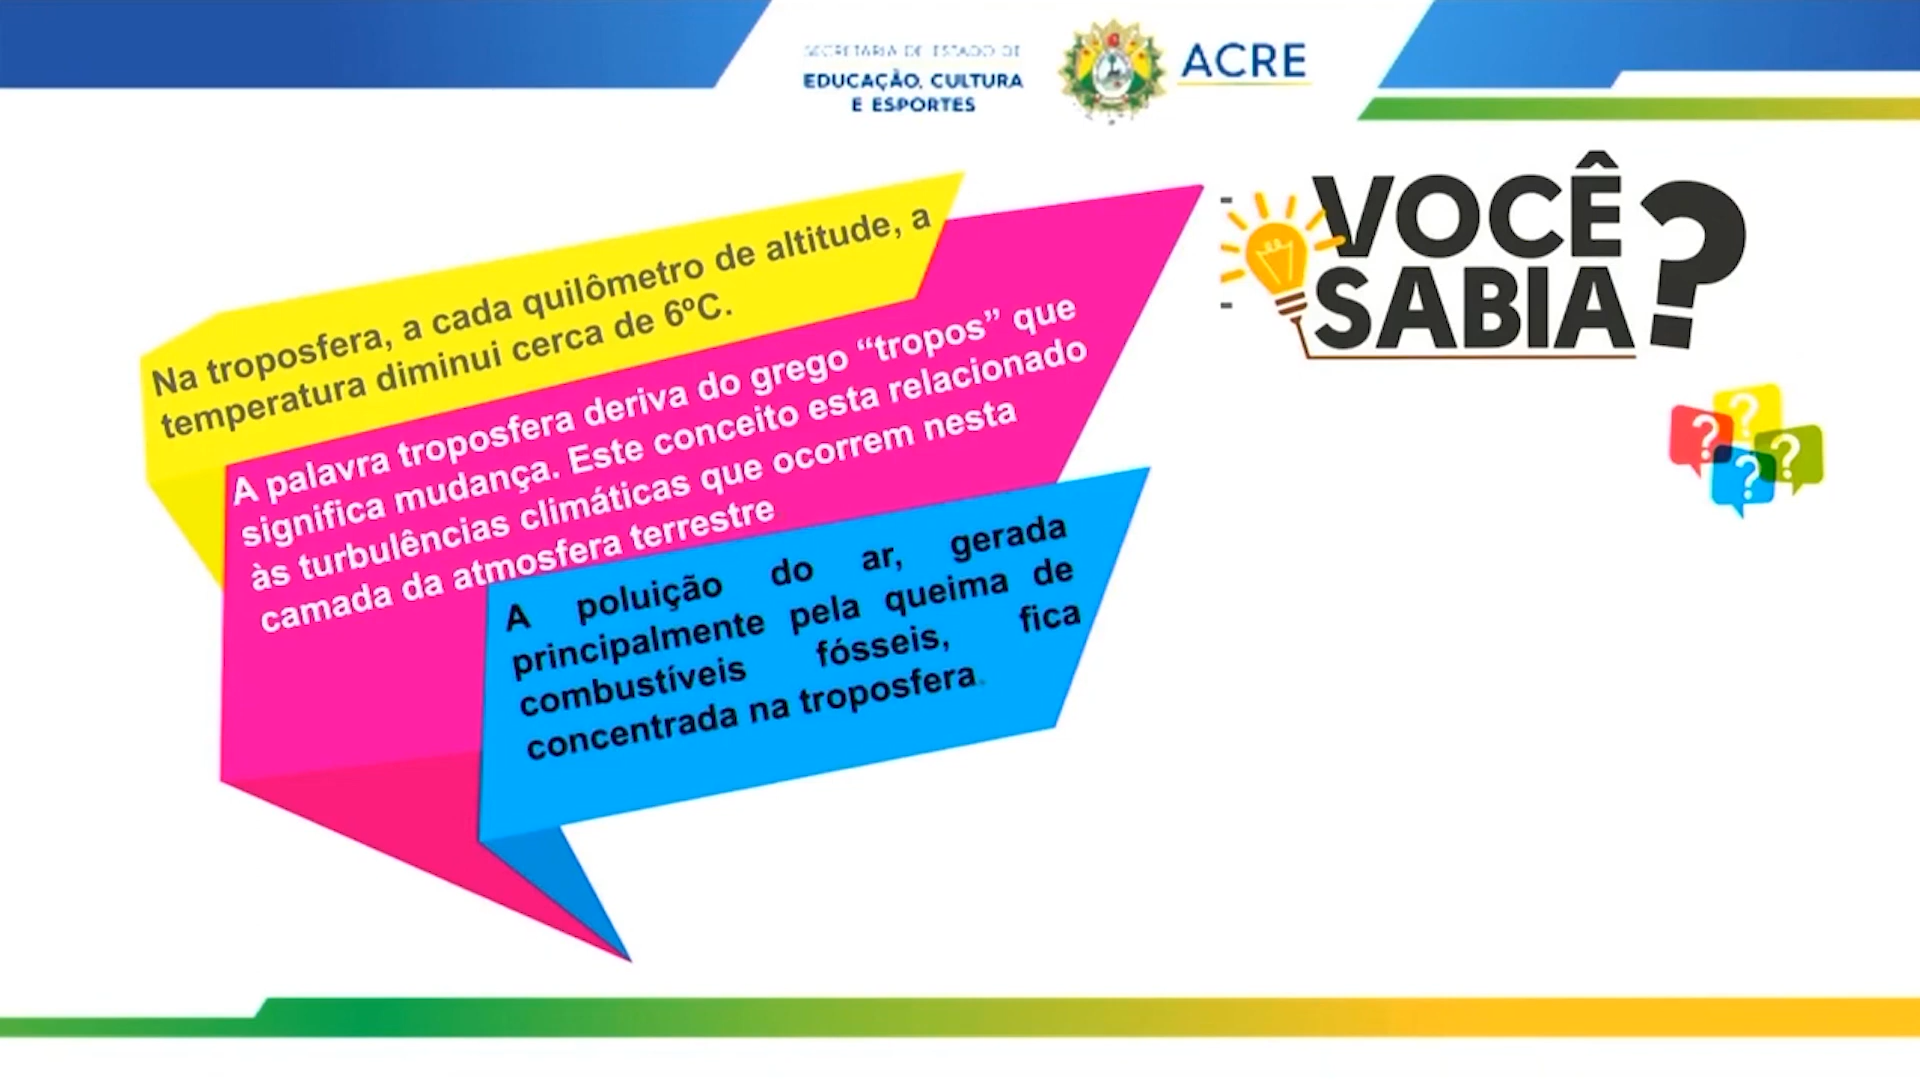 SECRETARIA DE ESTADO DE
EDUCAÇÃO, CULTURA
E ESPORTES
ACRE
VOCÊ
SABIA?
Na troposfera, a cada quilômetro de altitude, a
temperatura diminui cerca de 6ºC.
A palavra troposfera deriva do grego “tropos” que
significa mudança. Este conceito esta relacionado
às turbulências climáticas que ocorrem nesta
camada da atmosfera terrestre
A poluição do ar, gerada
principalmente pela queima de
combustíveis fósseis, fica
concentrada na troposfera.
? ? ? ?